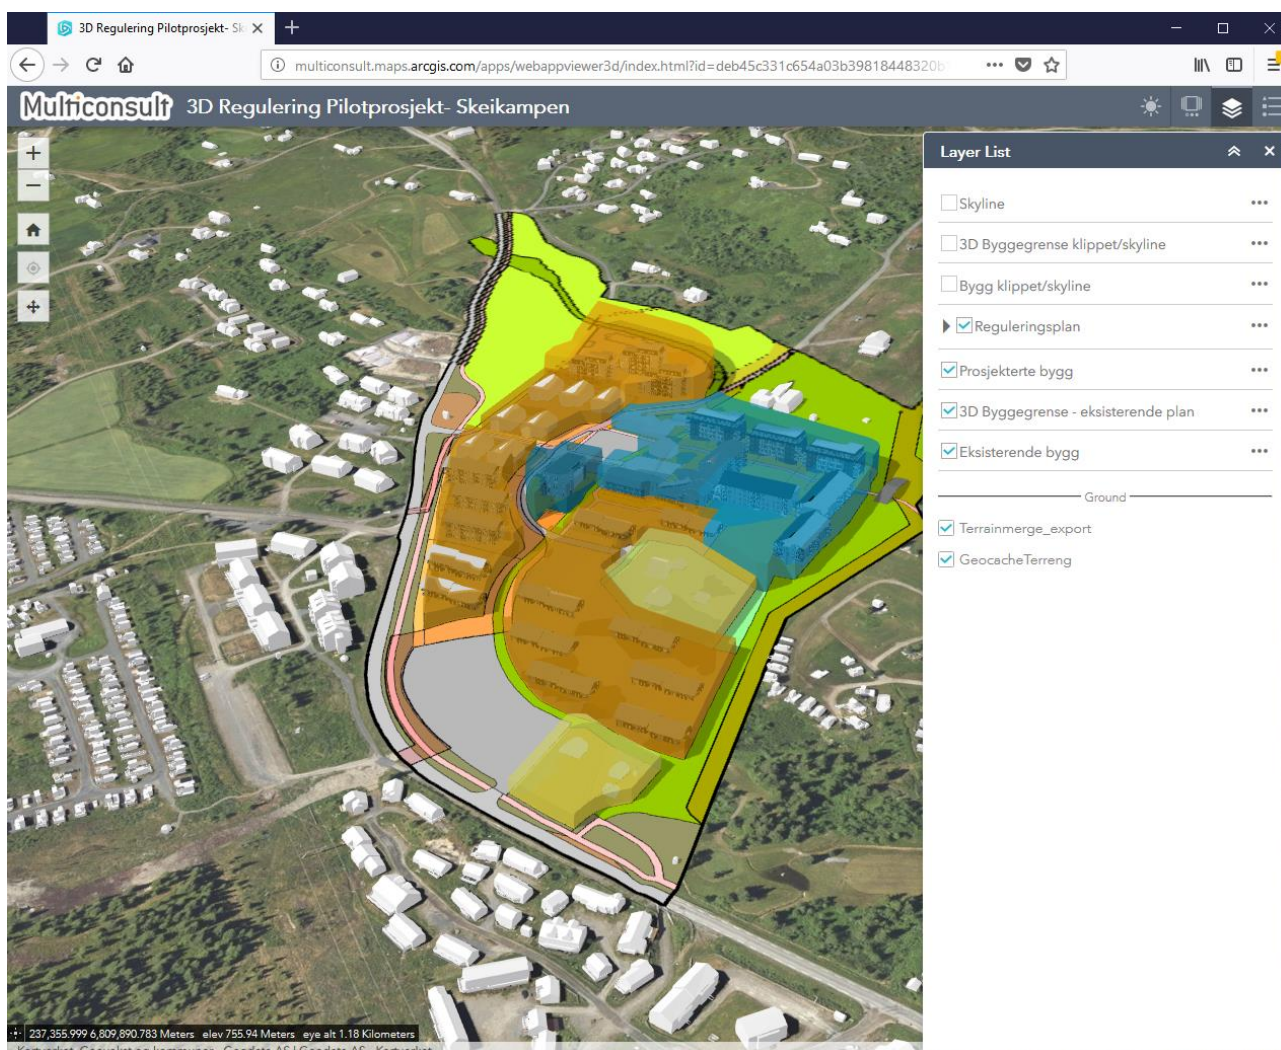 3D Regulering Pilotprosjekt- Sk
multiconsult.maps.arcgis.com/apps/webappviewer3d/index.html?id=deb45c331c654a03b39818448320b
Multiconsult 3D Regulering Pilotprosjekt- Skeikampen
Layer List
Skyline
3D Byggegrense klippet/skyline
Bygg klippet/skyline
Reguleringsplan
Prosjekterte bygg
3D Byggegrense - eksisterende plan
Eksisterende bygg
Ground
Terrainmerge_export
GeocacheTerreng
237,355.999 6,809,890.783 Meters elev 755.94 Meters eye alt 1.18 Kilometers